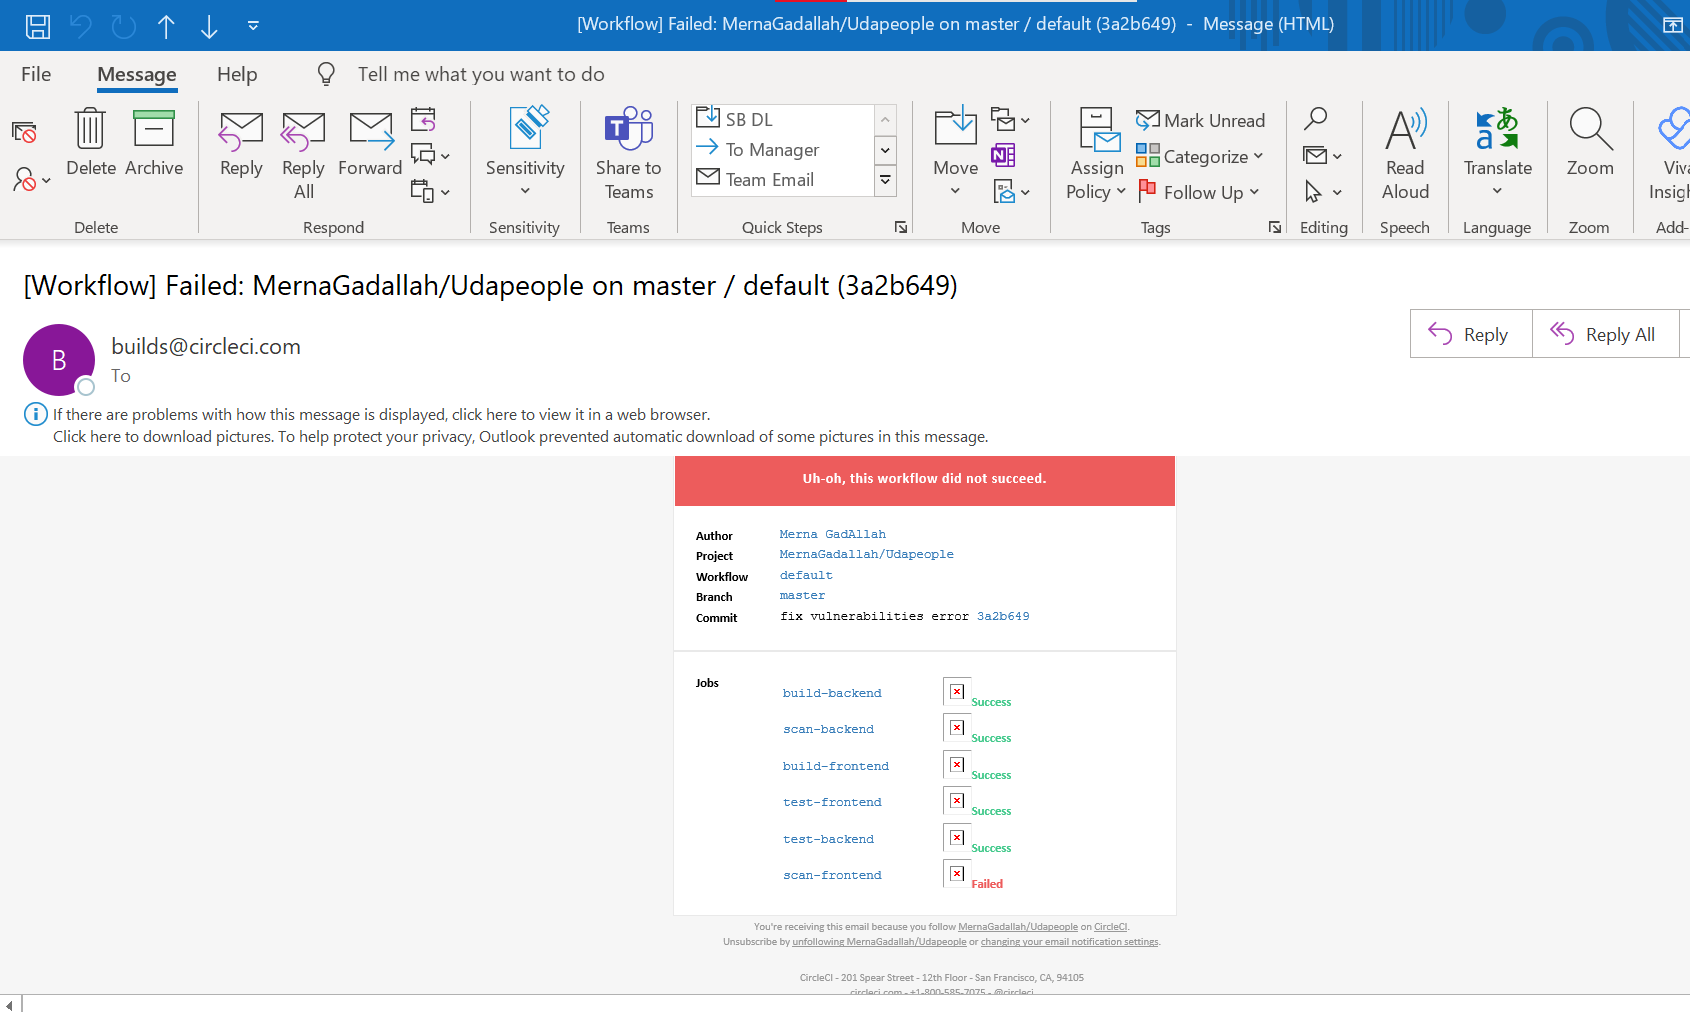 [Workflow] Failed: MernaGadallah/Udapeople on master / default (3a2b649) - Message (HTML)
File Message Help Tell me what you want to do
Delete Archive
Delete
Reply Reply All Forward
Respond
Sensitivity
Sensitivity
Share to Teams
Teams
SB DL
To Manager
Team Email
Quick Steps
Move
Move
Assign Policy
Mark Unread
Categorize
Follow Up
Tags
Editing
Read Aloud
Speech
Translate
Language
Zoom
Zoom
Viva
Insigh
Add-
[Workflow] Failed: MernaGadallah/Udapeople on master / default (3a2b649)
B
builds@circleci.com
To
Reply Reply All
If there are problems with how this message is displayed, click here to view it in a web browser.
Click here to download pictures. To help protect your privacy, Outlook prevented automatic download of some pictures in this message.
Uh-oh, this workflow did not succeed.
Author Merna GadAllah
Project MernaGadallah/Udapeople
Workflow default
Branch master
Commit fix vulnerabilities error 3a2b649
Jobs
build-backend Success
scan-backend Success
build-frontend Success
test-frontend Success
test-backend Success
scan-frontend Failed
You're receiving this email because you follow MernaGadallah/Udapeople on CircleCI.
Unsubscribe by unfollowing MernaGadallah/Udapeople or changing your email notification settings.
CircleCI - 201 Spear Street - 12th Floor - San Francisco, CA, 94105
circleci.com - +1-800-585-7075 - @circleci